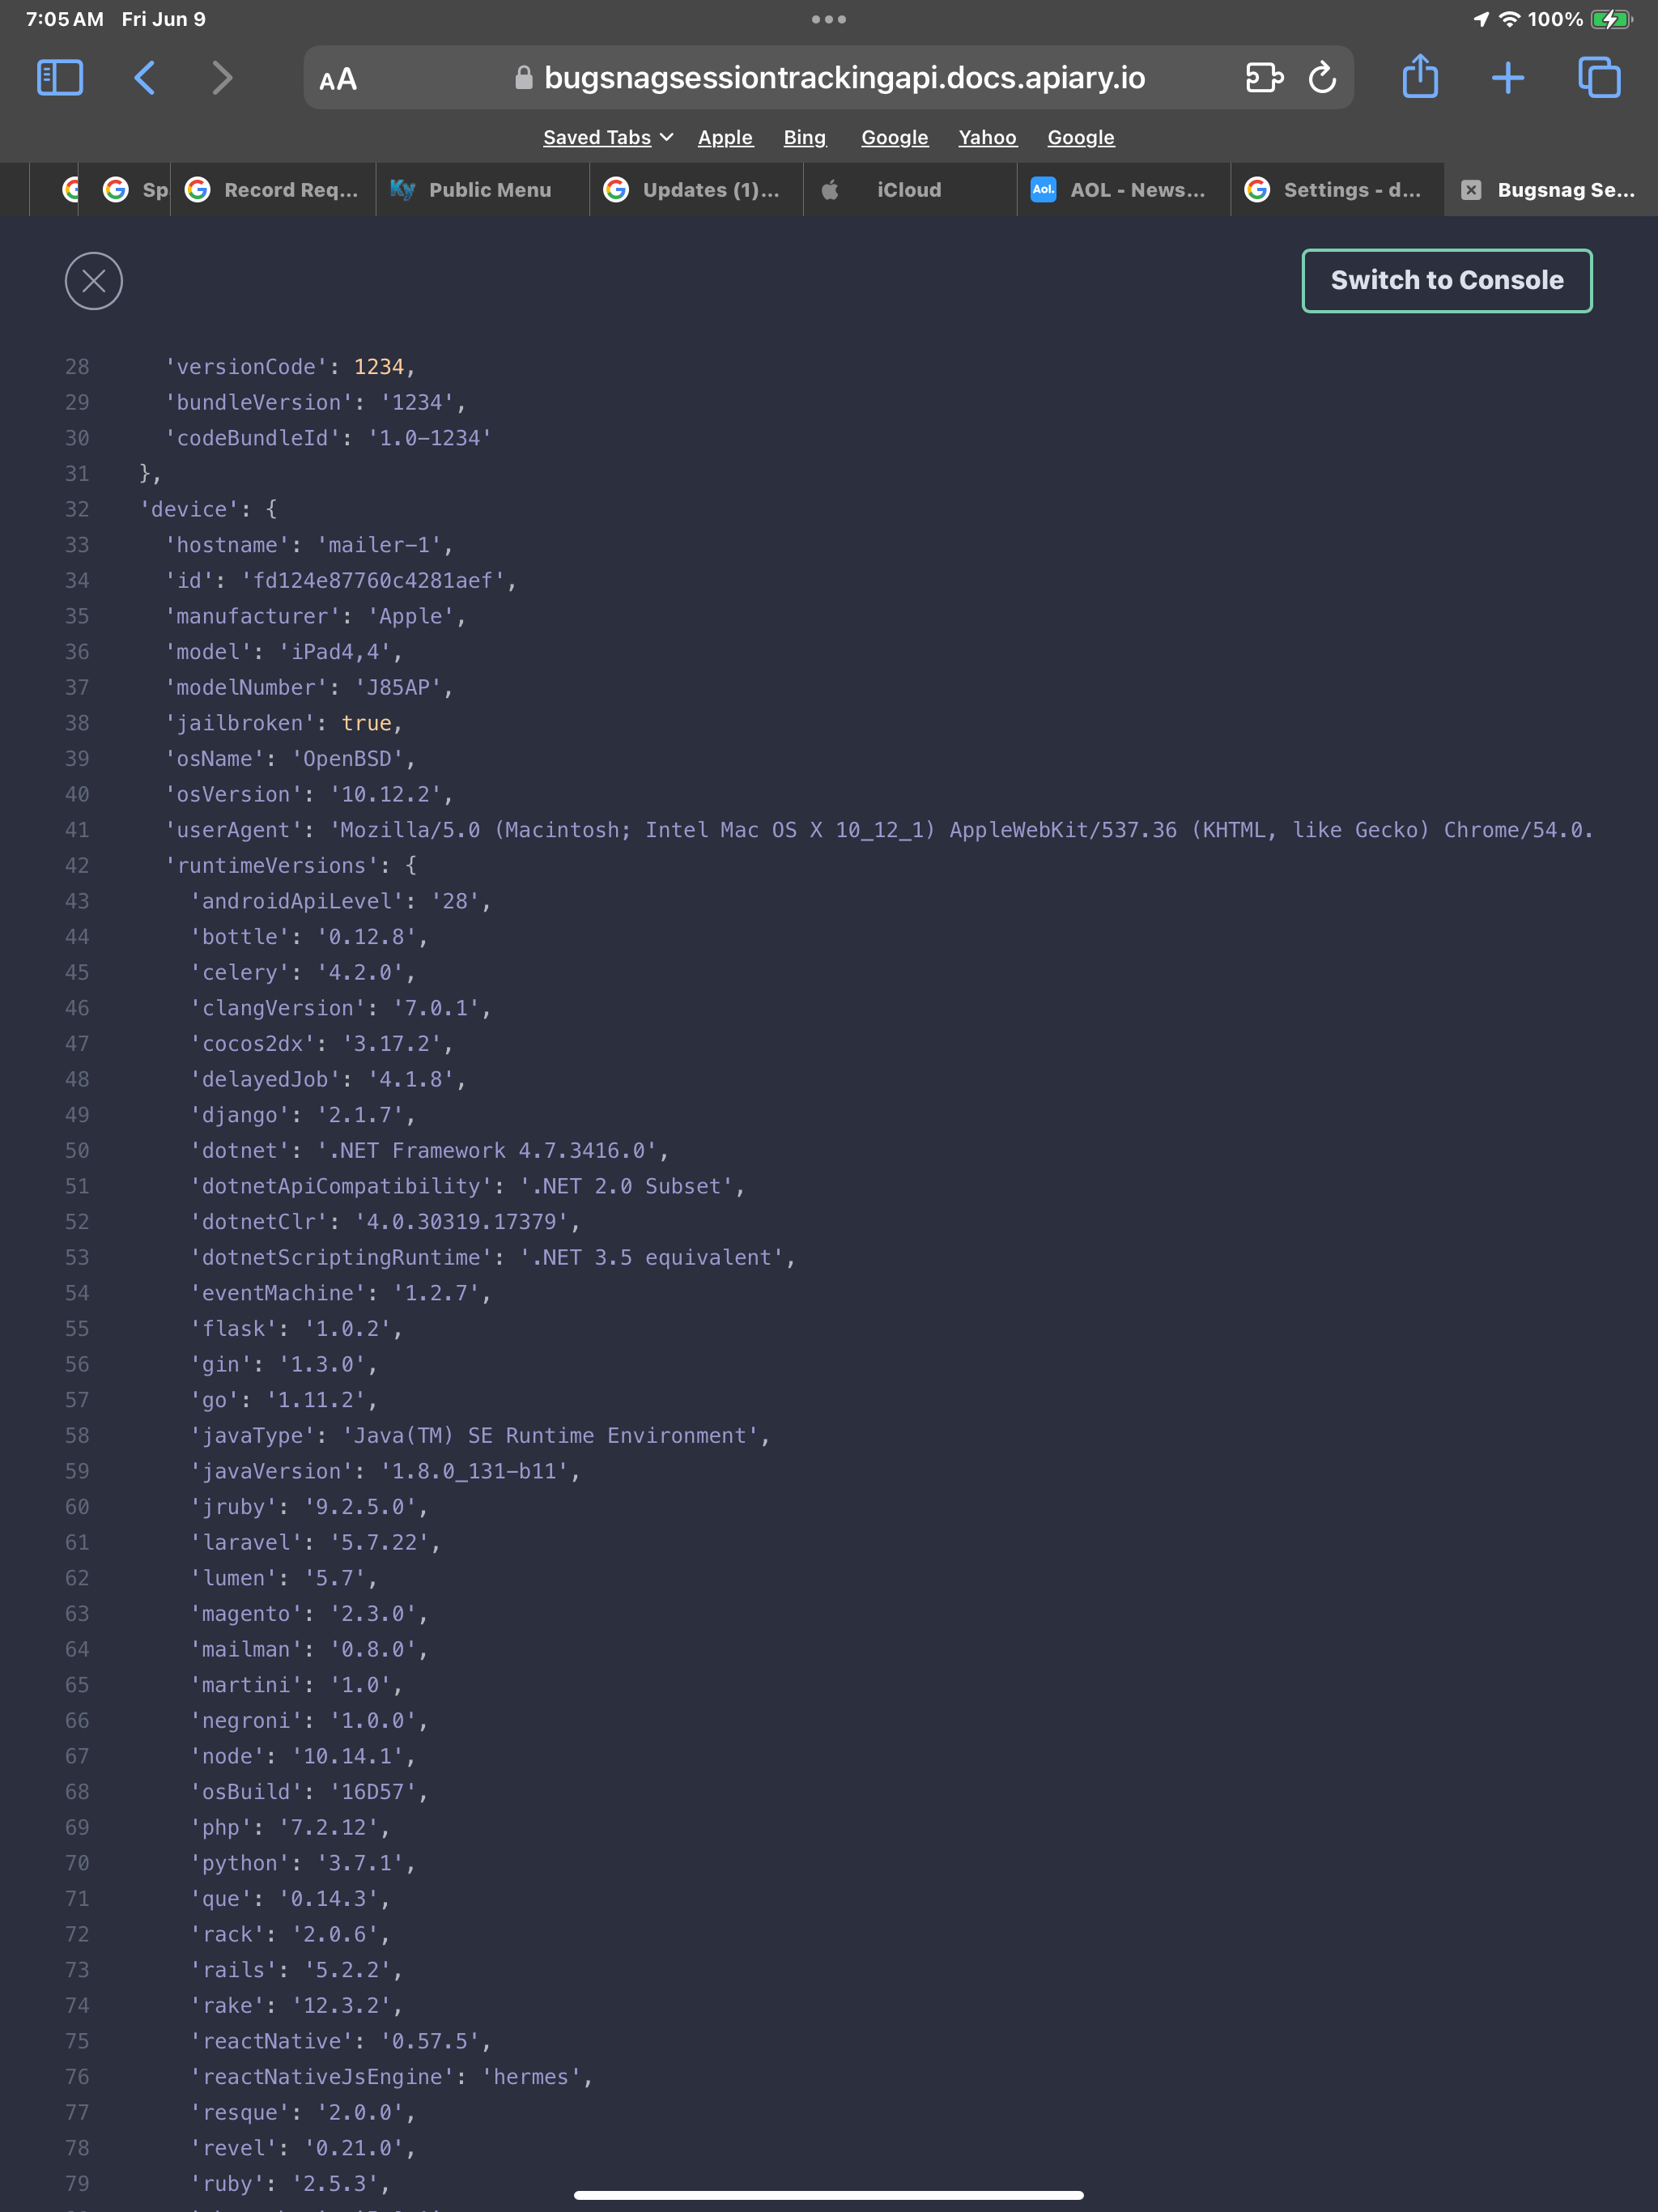 7:05 AM Fri Jun 9
100%
AA bugsnagsessiontrackingapi.docs.apiary.io
Saved Tabs Apple Bing Google Yahoo Google
Sp Record Req... Ky Public Menu Updates (1)... iCloud Aol. AOL - News... Settings - d... Bugsnag Se...
Switch to Console
28 'versionCode': 1234,
29 'bundleVersion': '1234',
30 'codeBundleId': '1.0-1234'
31 },
32 'device': {
33 'hostname': 'mailer-1',
34 'id': 'fd124e87760c4281aef',
35 'manufacturer': 'Apple',
36 'model': 'iPad4,4',
37 'modelNumber': 'J85AP',
38 'jailbroken': true,
39 'osName': 'OpenBSD',
40 'osVersion': '10.12.2',
41 'userAgent': 'Mozilla/5.0 (Macintosh; Intel Mac OS X 10_12_1) AppleWebKit/537.36 (KHTML, like Gecko) Chrome/54.0.
42 'runtimeVersions': {
43 'androidApiLevel': '28',
44 'bottle': '0.12.8',
45 'celery': '4.2.0',
46 'clangVersion': '7.0.1',
47 'cocos2dx': '3.17.2',
48 'delayedJob': '4.1.8',
49 'django': '2.1.7',
50 'dotnet': '.NET Framework 4.7.3416.0',
51 'dotnetApiCompatibility': '.NET 2.0 Subset',
52 'dotnetClr': '4.0.30319.17379',
53 'dotnetScriptingRuntime': '.NET 3.5 equivalent',
54 'eventMachine': '1.2.7',
55 'flask': '1.0.2',
56 'gin': '1.3.0',
57 'go': '1.11.2',
58 'javaType': 'Java(TM) SE Runtime Environment',
59 'javaVersion': '1.8.0_131-b11',
60 'jruby': '9.2.5.0',
61 'laravel': '5.7.22',
62 'lumen': '5.7',
63 'magento': '2.3.0',
64 'mailman': '0.8.0',
65 'martini': '1.0',
66 'negroni': '1.0.0',
67 'node': '10.14.1',
68 'osBuild': '16D57',
69 'php': '7.2.12',
70 'python': '3.7.1',
71 'que': '0.14.3',
72 'rack': '2.0.6',
73 'rails': '5.2.2',
74 'rake': '12.3.2',
75 'reactNative': '0.57.5',
76 'reactNativeJsEngine': 'hermes',
77 'resque': '2.0.0',
78 'revel': '0.21.0',
79 'ruby': '2.5.3',